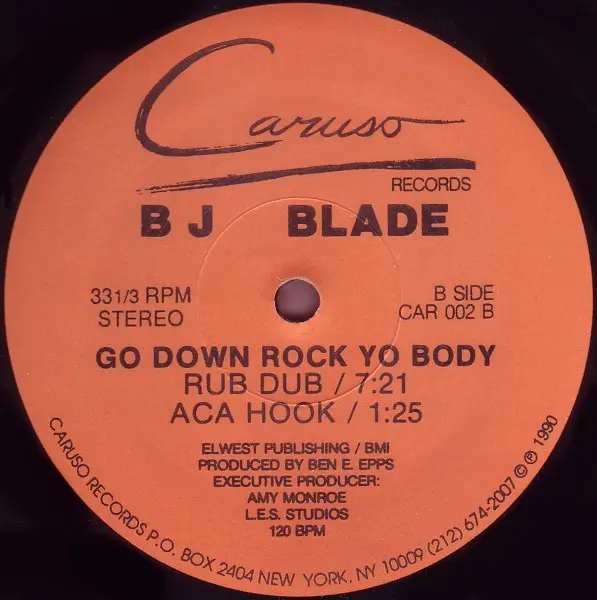 Caruso
RECORDS
B J BLADE
33 1/3 RPM
STEREO
B SIDE
CAR 002 B
GO DOWN ROCK YO BODY
RUB DUB / 7:21
ACA HOOK / 1:25
ELWEST PUBLISHING / BMI
PRODUCED BY BEN E. EPPS
EXECUTIVE PRODUCER:
AMY MONROE
L.E.S. STUDIOS
120 BPM
CARUSO RECORDS P.O. BOX 2404 NEW YORK, NY 10009 (212) 674-2007 © ℗ 1990